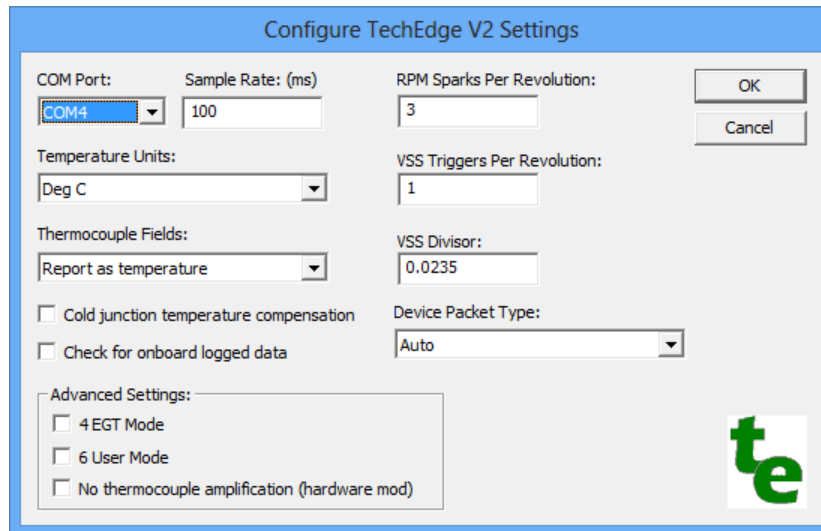 Configure TechEdge V2 Settings
COM Port:
Sample Rate: (ms)
RPM Sparks Per Revolution:
COM4
100
3
OK
Cancel
Temperature Units:
VSS Triggers Per Revolution:
Deg C
1
Thermocouple Fields:
VSS Divisor:
Report as temperature
0.0235
Cold junction temperature compensation
Device Packet Type:
Check for onboard logged data
Auto
Advanced Settings:
4 EGT Mode
6 User Mode
No thermocouple amplification (hardware mod)
te